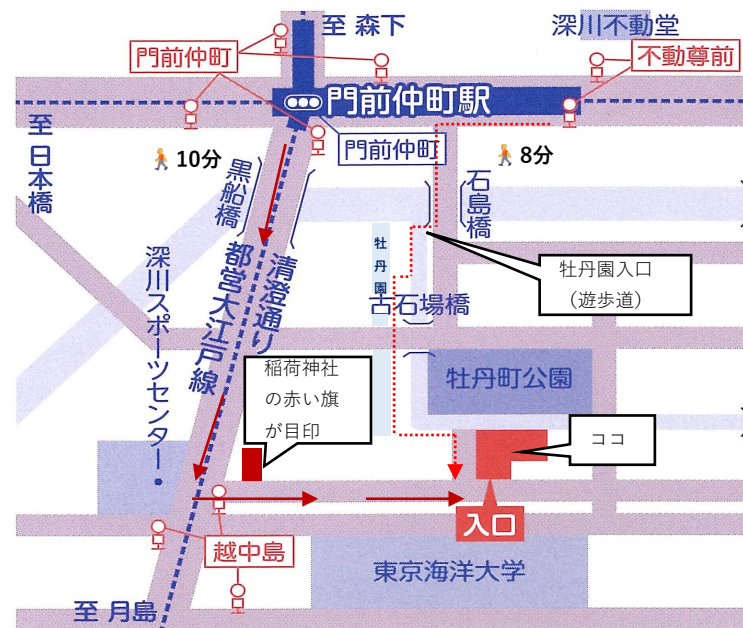 至 森下
深川不動堂
門前仲町
不動尊前
門前仲町駅
至 日本橋
10分
門前仲町
8分
黒船橋
石島橋
牡丹園
牡丹園入口
（遊歩道）
清澄通り
都営大江戸線
深川スポーツセンター
古石場橋
稲荷神社
の赤い旗
が目印
牡丹町公園
ココ
入口
越中島
東京海洋大学
至 月島